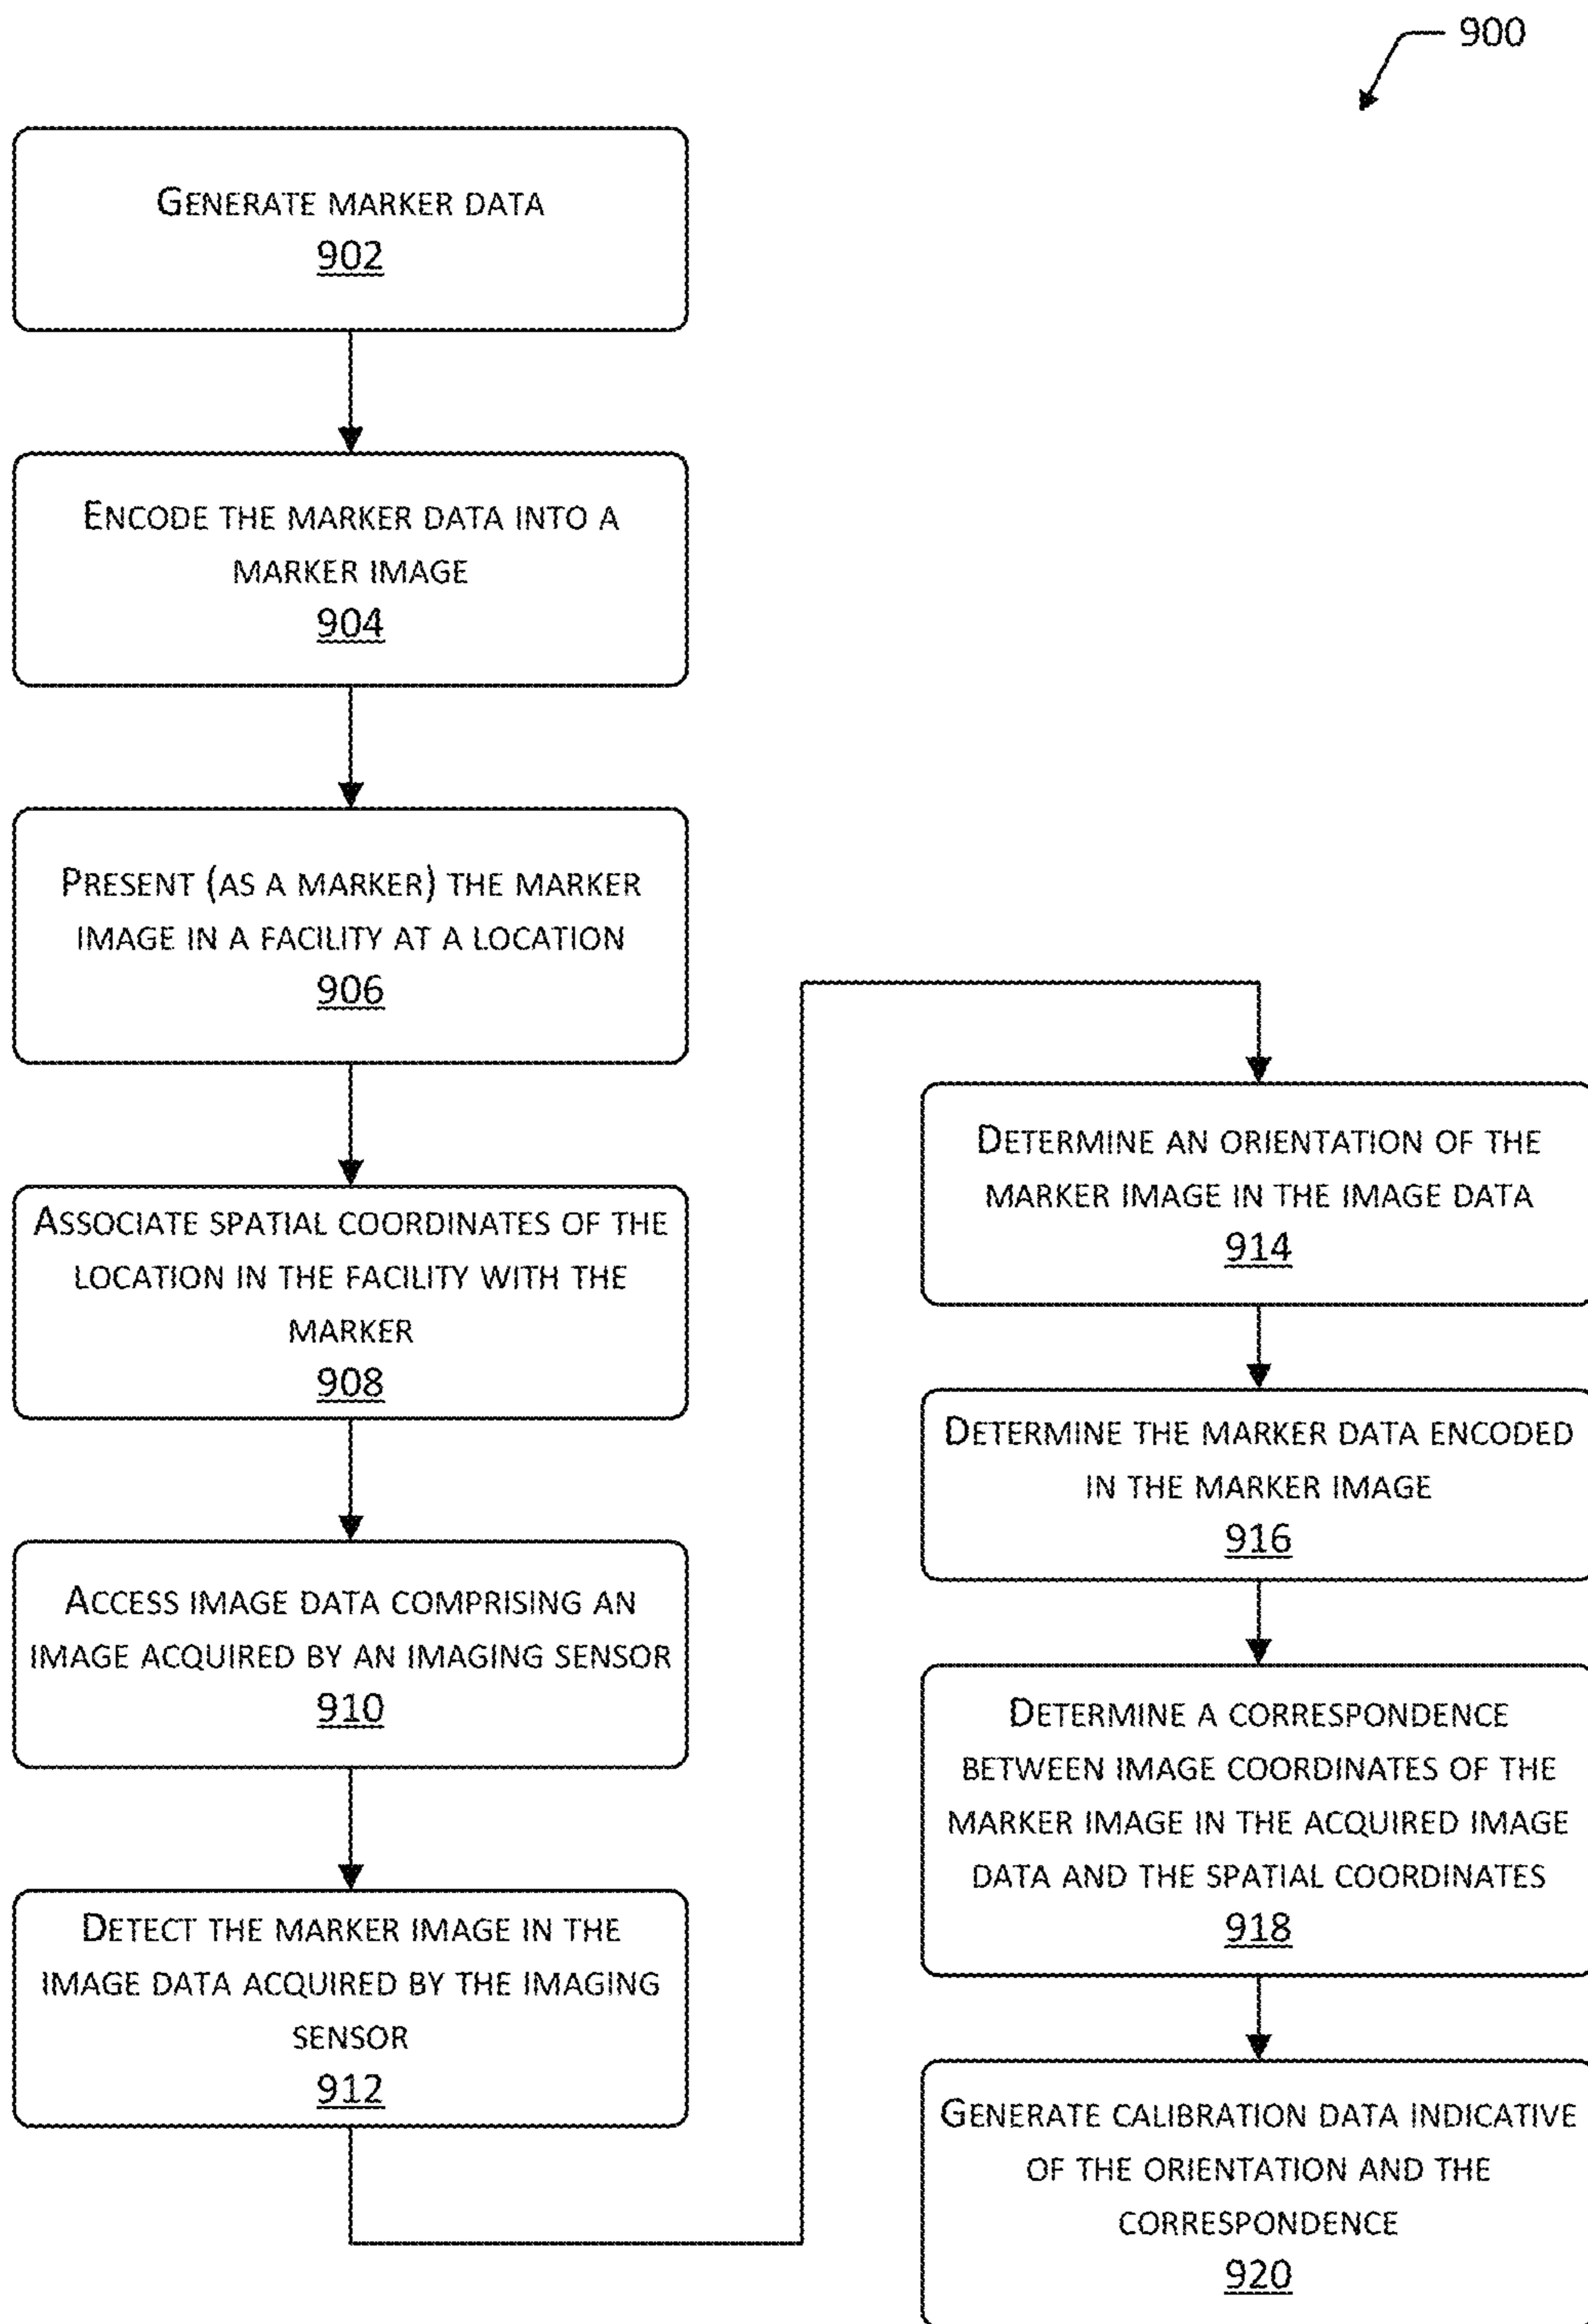 900
GENERATE MARKER DATA
902
ENCODE THE MARKER DATA INTO A
MARKER IMAGE
904
PRESENT (AS A MARKER) THE MARKER
IMAGE IN A FACILITY AT A LOCATION
906
ASSOCIATE SPATIAL COORDINATES OF THE
LOCATION IN THE FACILITY WITH THE
MARKER
908
ACCESS IMAGE DATA COMPRISING AN
IMAGE ACQUIRED BY AN IMAGING SENSOR
910
DETECT THE MARKER IMAGE IN THE
IMAGE DATA ACQUIRED BY THE IMAGING
SENSOR
912
DETERMINE AN ORIENTATION OF THE
MARKER IMAGE IN THE IMAGE DATA
914
DETERMINE THE MARKER DATA ENCODED
IN THE MARKER IMAGE
916
DETERMINE A CORRESPONDENCE
BETWEEN IMAGE COORDINATES OF THE
MARKER IMAGE IN THE ACQUIRED IMAGE
DATA AND THE SPATIAL COORDINATES
918
GENERATE CALIBRATION DATA INDICATIVE
OF THE ORIENTATION AND THE
CORRESPONDENCE
920